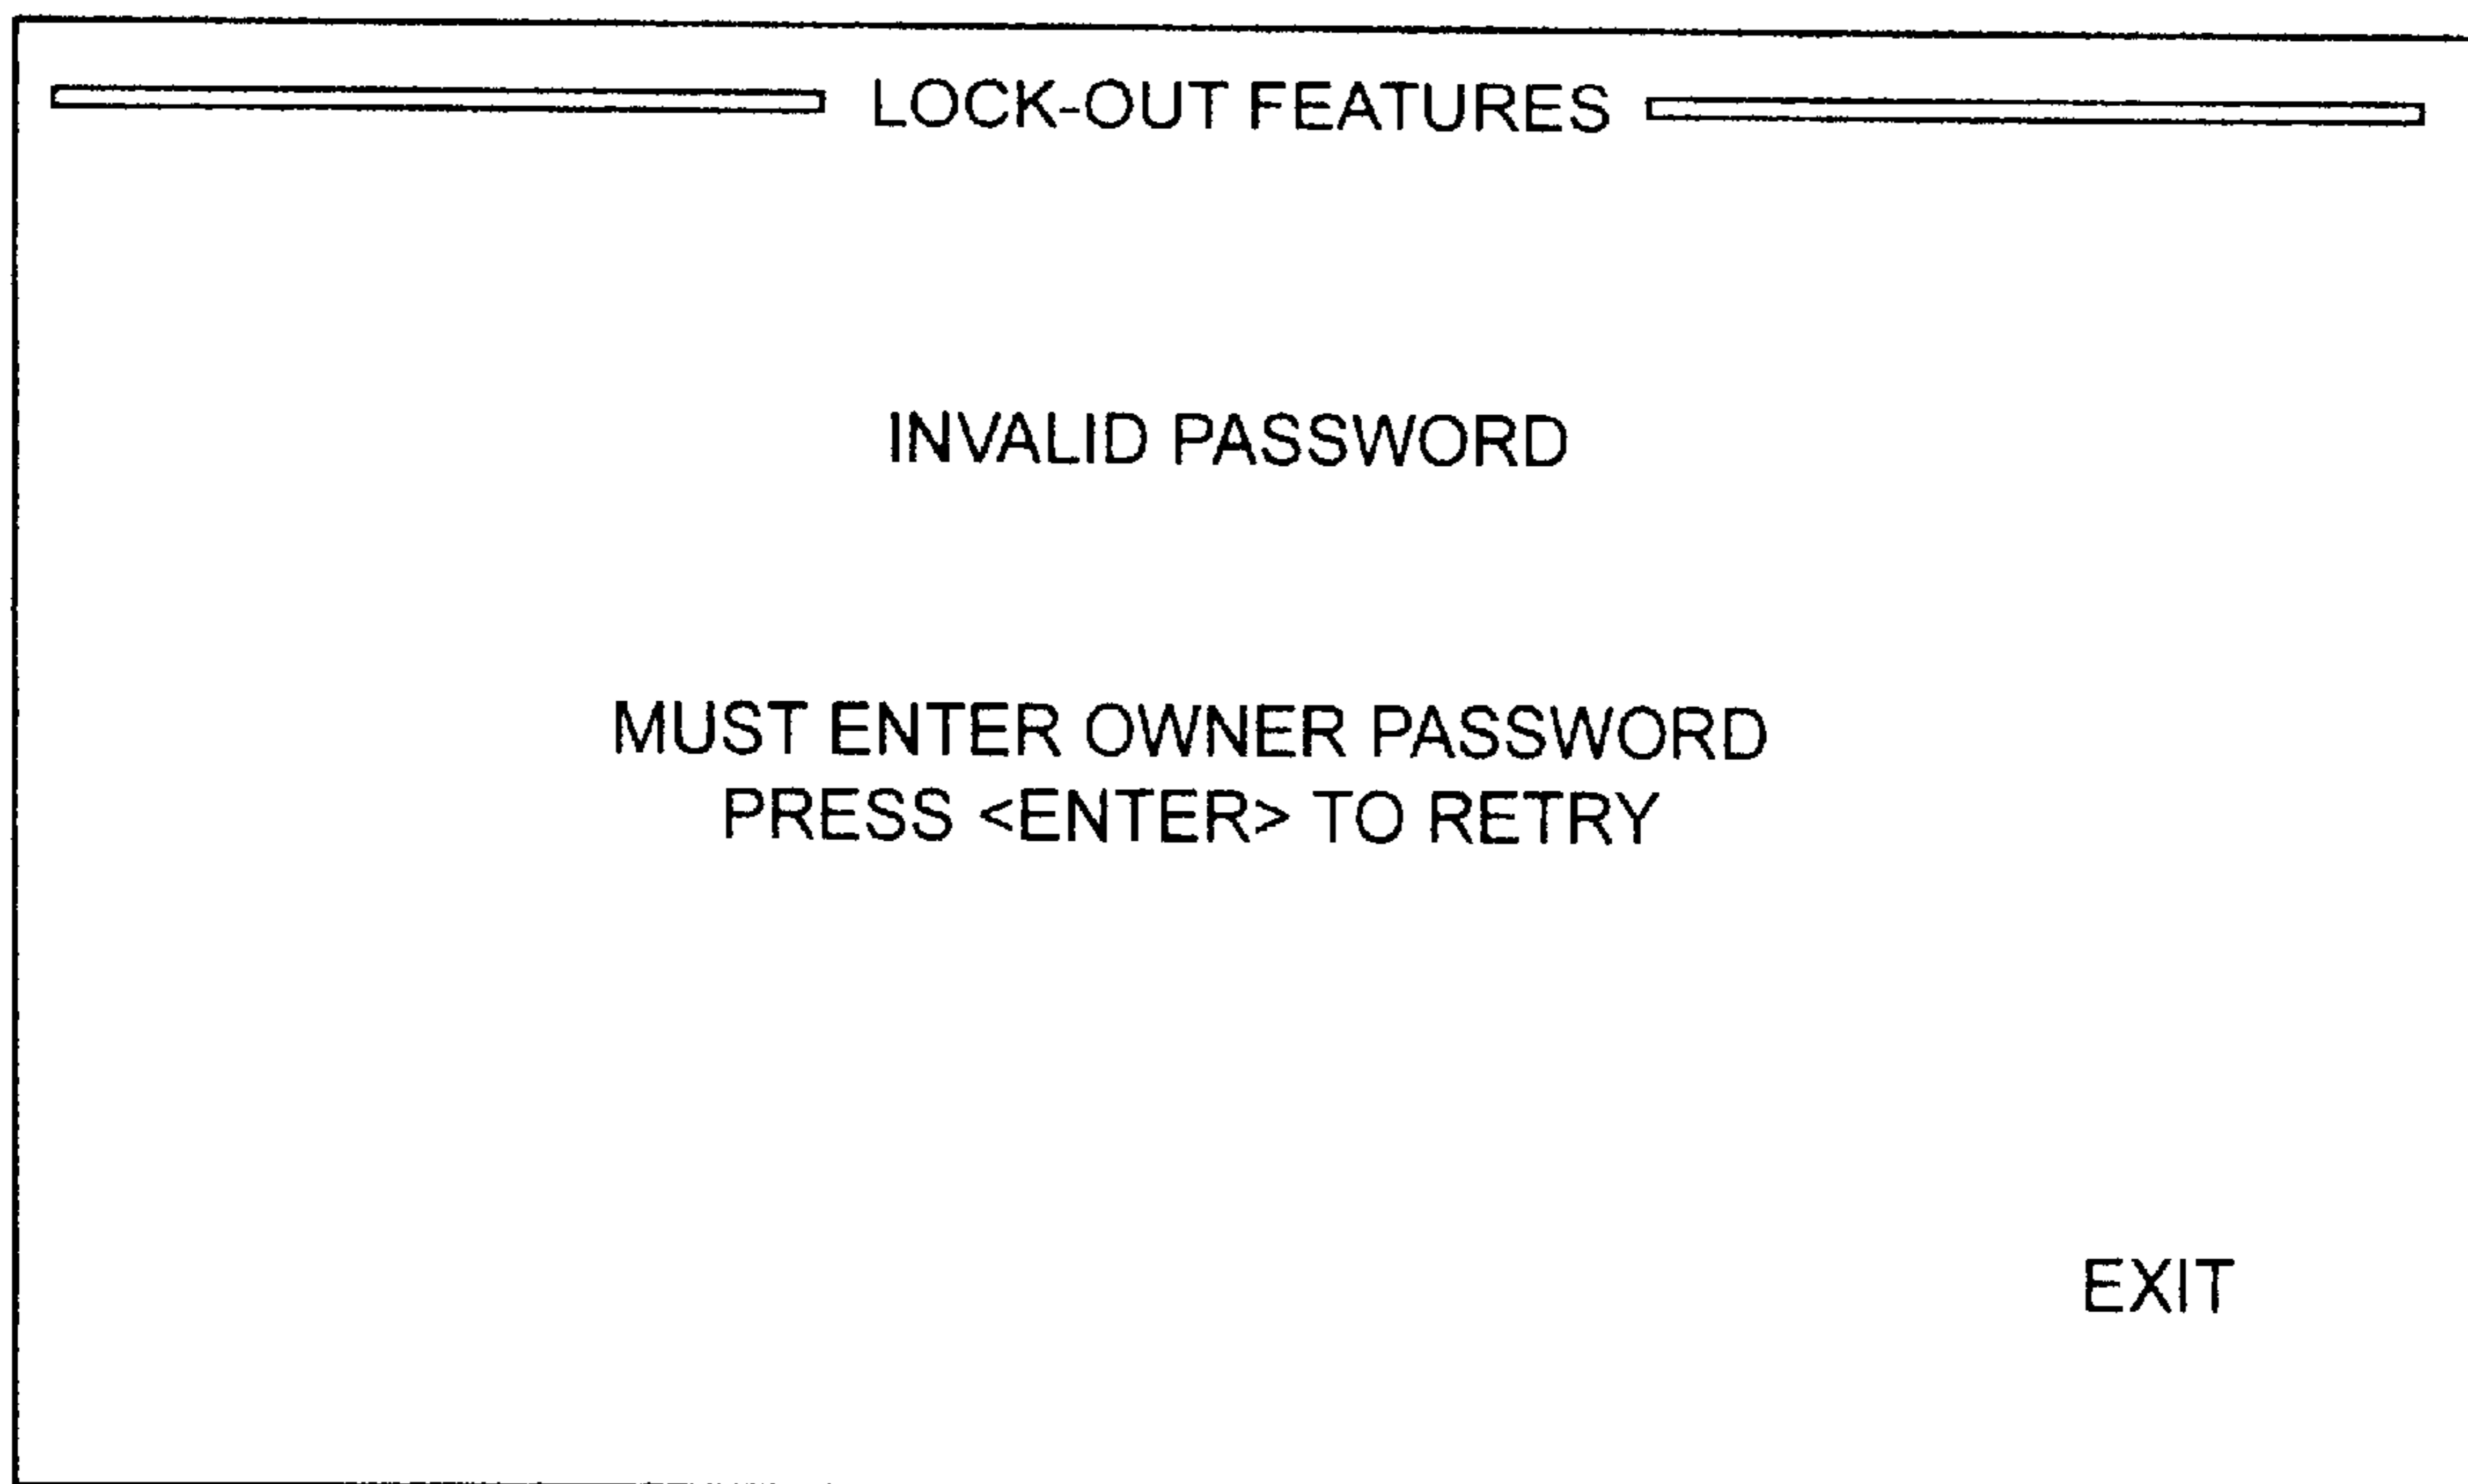 LOCK-OUT FEATURES
INVALID PASSWORD
MUST ENTER OWNER PASSWORD
PRESS <ENTER> TO RETRY
EXIT